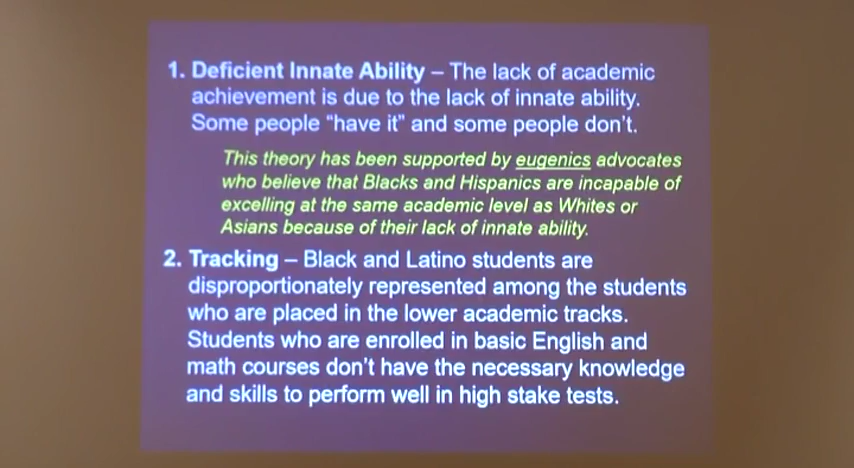 1. Deficient Innate Ability – The lack of academic
achievement is due to the lack of innate ability.
Some people “have it” and some people don’t.
This theory has been supported by eugenics advocates
who believe that Blacks and Hispanics are incapable of
excelling at the same academic level as Whites or
Asians because of their lack of innate ability.
2. Tracking – Black and Latino students are
disproportionately represented among the students
who are placed in the lower academic tracks.
Students who are enrolled in basic English and
math courses don’t have the necessary knowledge
and skills to perform well in high stake tests.